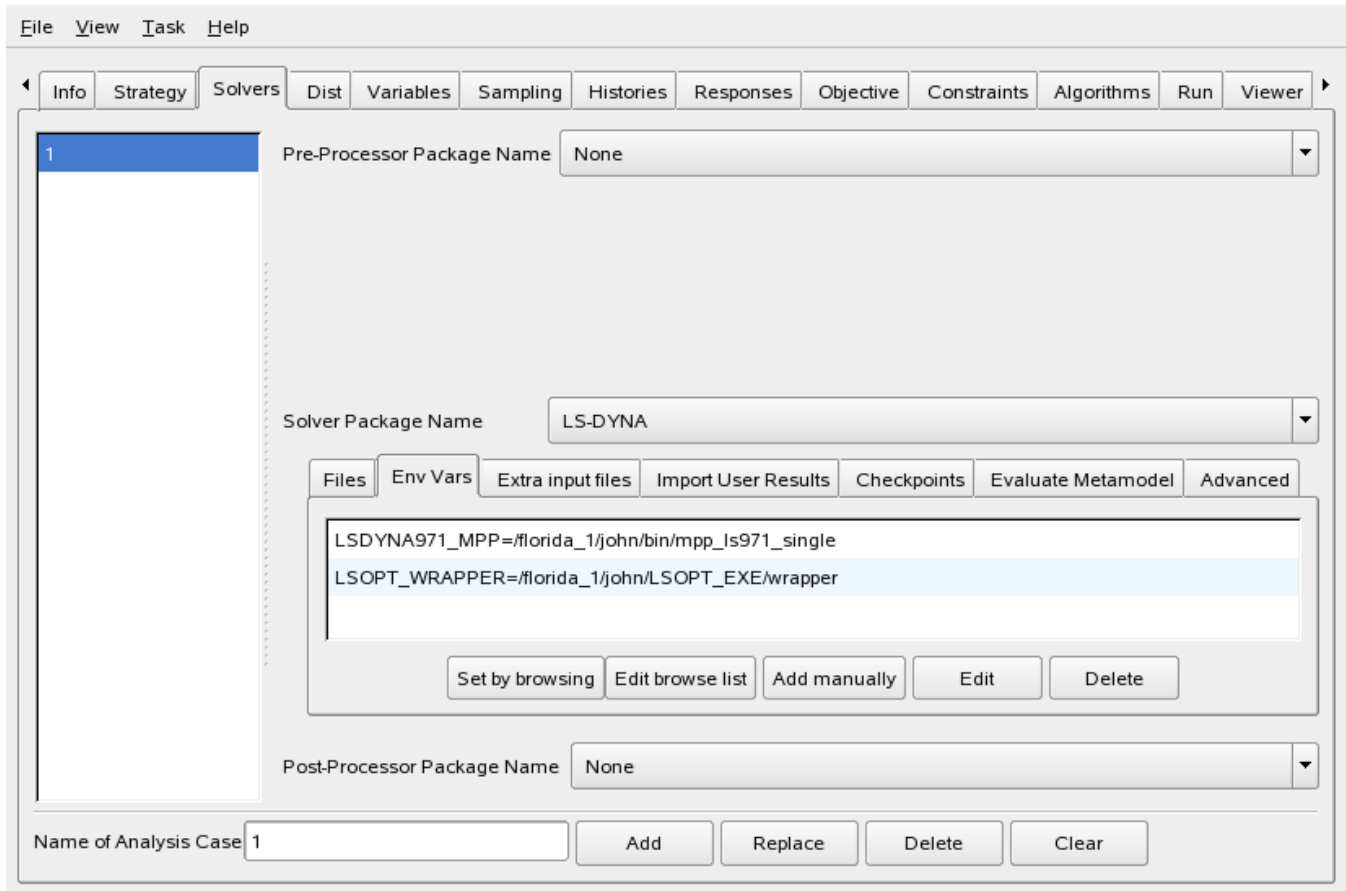 File View Task Help
Info Strategy Solvers Dist Variables Sampling Histories Responses Objective Constraints Algorithms Run Viewer
1
Pre-Processor Package Name None
Solver Package Name LS-DYNA
Files Env Vars Extra input files Import User Results Checkpoints Evaluate Metamodel Advanced
LSDYNA971_MPP=/florida_1/john/bin/mpp_ls971_single
LSOPT_WRAPPER=/florida_1/john/LSOPT_EXE/wrapper
Set by browsing Edit browse list Add manually Edit Delete
Post-Processor Package Name None
Name of Analysis Case 1 Add Replace Delete Clear